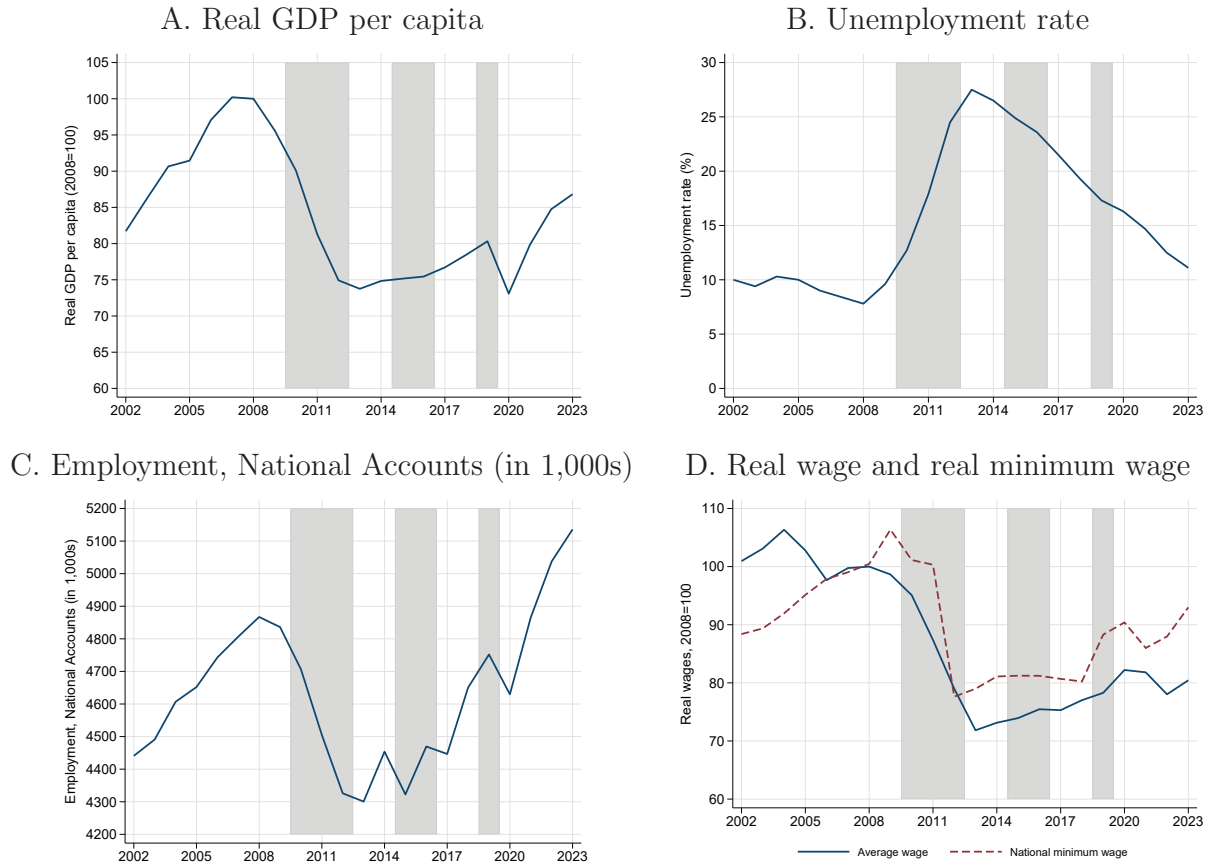 A. Real GDP per capita
Real GDP per capita (2008=100)
105
100
95
90
85
80
75
70
65
60
2002 2005 2008 2011 2014 2017 2020 2023
B. Unemployment rate
Unemployment rate (%)
30
25
20
15
10
5
0
2002 2005 2008 2011 2014 2017 2020 2023
C. Employment, National Accounts (in 1,000s)
Employment, National Accounts (in 1,000s)
5200
5100
5000
4900
4800
4700
4600
4500
4400
4300
4200
2002 2005 2008 2011 2014 2017 2020 2023
D. Real wage and real minimum wage
Real wages, 2008=100
110
100
90
80
70
60
2002 2005 2008 2011 2014 2017 2020 2023
Average wage National minimum wage